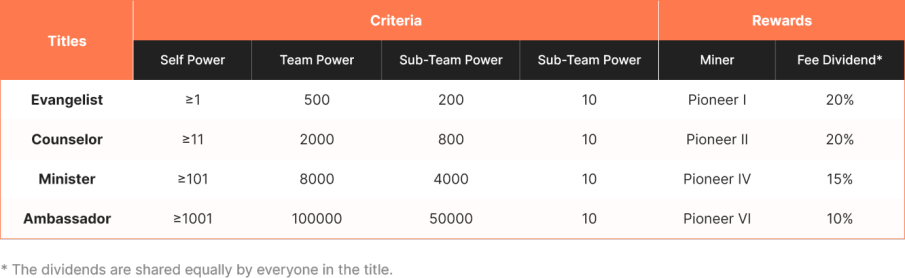 Titles Criteria Rewards
Self Power Team Power Sub-Team Power Sub-Team Power Miner Fee Dividend*
Evangelist ≥1 500 200 10 Pioneer I 20%
Counselor ≥11 2000 800 10 Pioneer II 20%
Minister ≥101 8000 4000 10 Pioneer IV 15%
Ambassador ≥1001 100000 50000 10 Pioneer VI 10%
* The dividends are shared equally by everyone in the title.